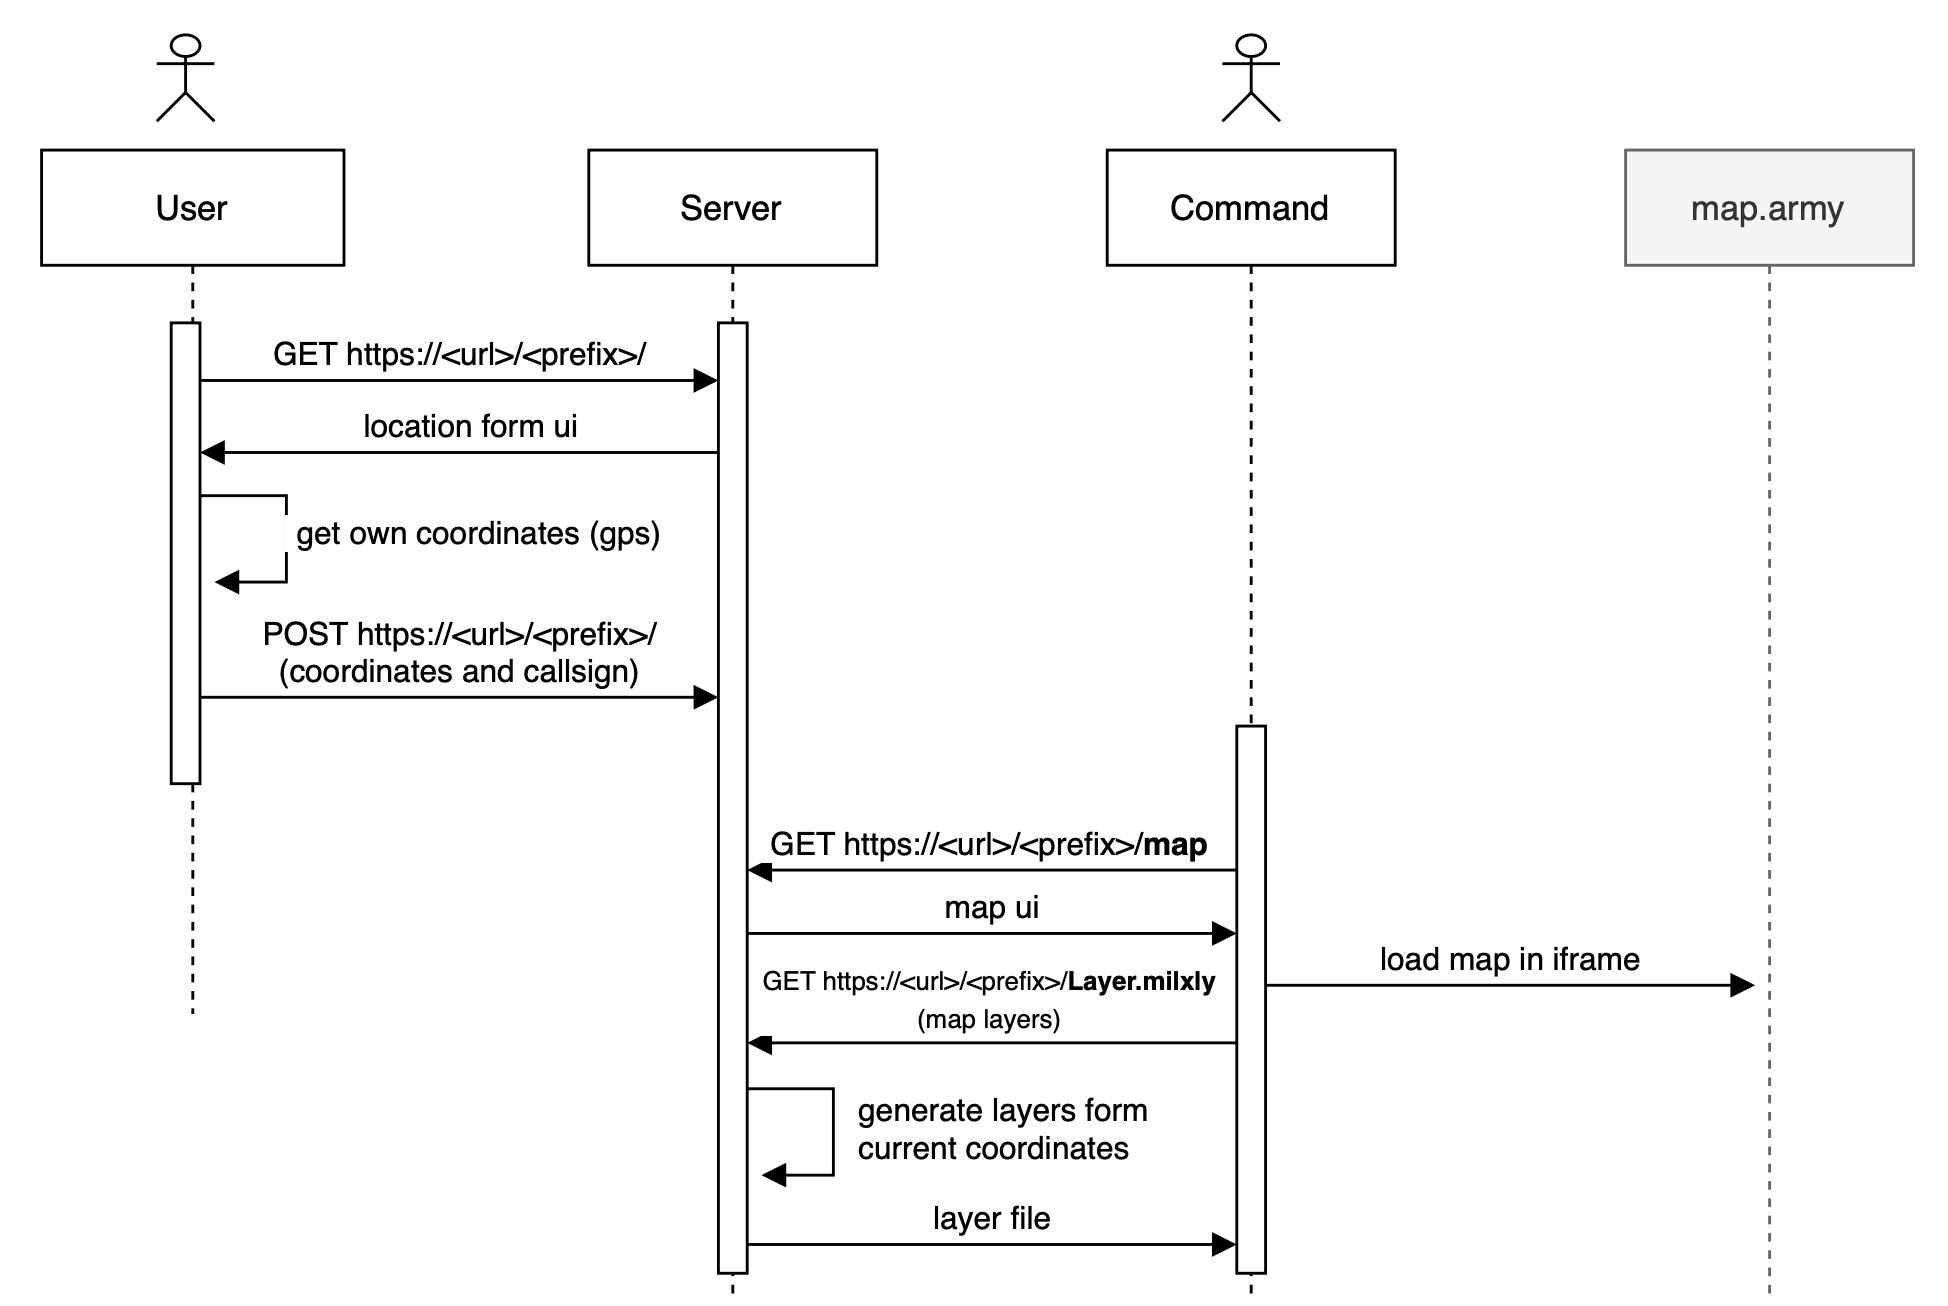 User
Server
Command
map.army
GET https://<url>/<prefix>/
location form ui
get own coordinates (gps)
POST https://<url>/<prefix>/
(coordinates and callsign)
GET https://<url>/<prefix>/map
map ui
load map in iframe
GET https://<url>/<prefix>/Layer.milxly
(map layers)
generate layers form
current coordinates
layer file